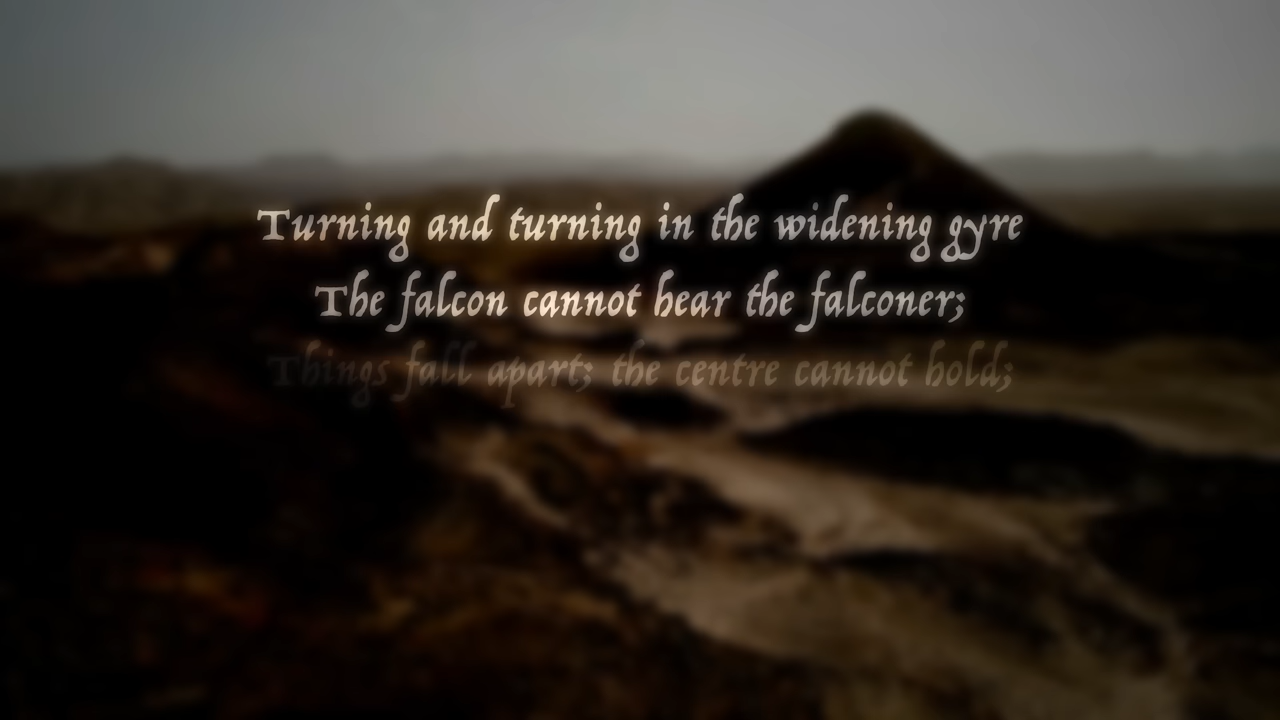 Turning and turning in the widening gyre
The falcon cannot hear the falconer;
Things fall apart; the centre cannot hold;